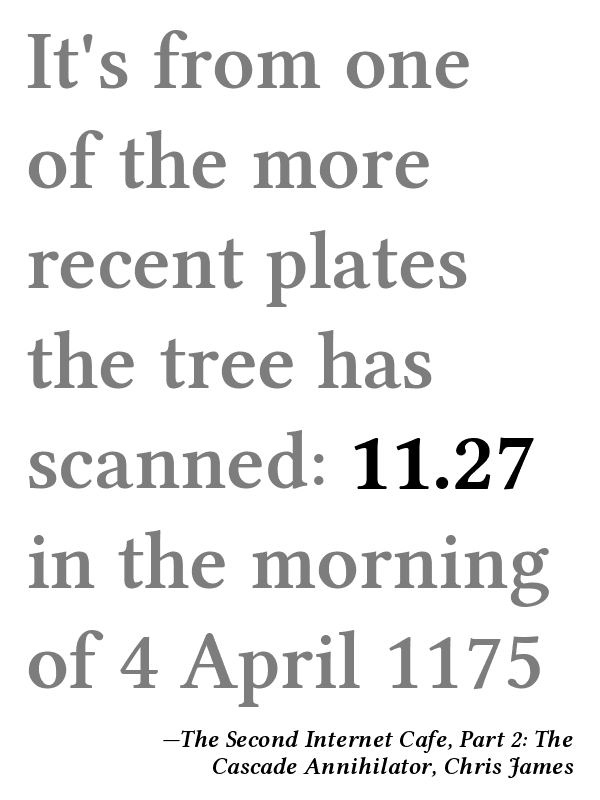 It's from one
of the more
recent plates
the tree has
scanned: 11.27
in the morning
of 4 April 1175
—The Second Internet Cafe, Part 2: The
Cascade Annihilator, Chris James